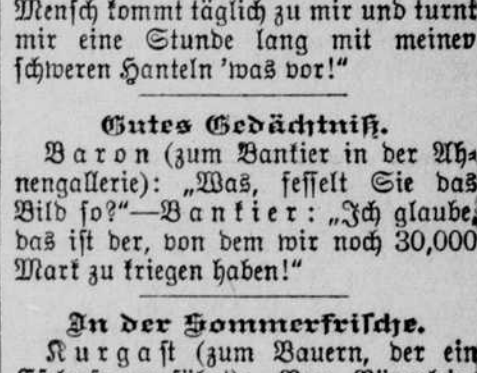 Menſch kommt täglich zu mir und turnt
mir eine Stunde lang mit meinen
ſchweren Hanteln 'was vor!“
Gutes Gedächtniß.
Baron (zum Bankier in der Ah⸗
nengallerie): „Was, feſſelt Sie das
Bild ſo?“—Bankier: „Ich glaube,
das iſt der, von dem wir noch 30,000
Mark zu kriegen haben!“
In der Sommerfriſche.
Kurgaſt (zum Bauern, der ein